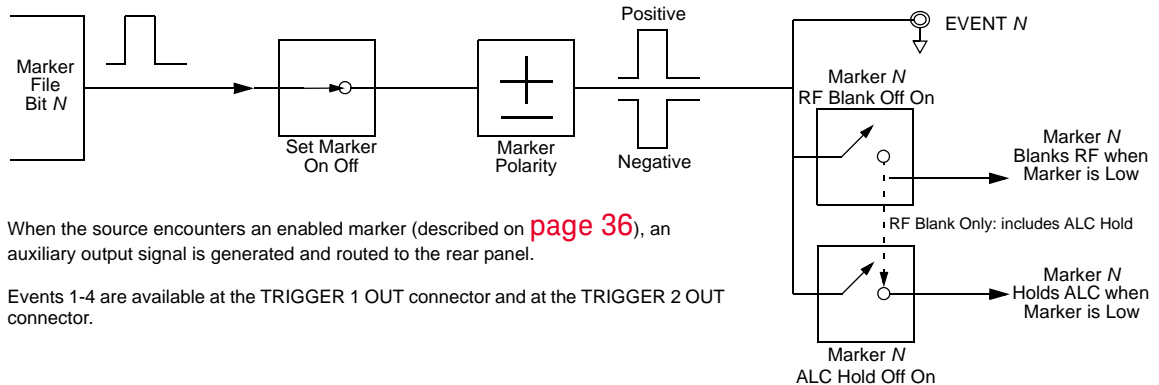 Marker
File
Bit N
Set Marker
On Off
Marker
Polarity
Positive
Negative
EVENT N
Marker N
RF Blank Off On
Marker N
Blanks RF when
Marker is Low
RF Blank Only: includes ALC Hold
Marker N
Holds ALC when
Marker is Low
Marker N
ALC Hold Off On
When the source encounters an enabled marker (described on page 36), an
auxiliary output signal is generated and routed to the rear panel.
Events 1-4 are available at the TRIGGER 1 OUT connector and at the TRIGGER 2 OUT
connector.